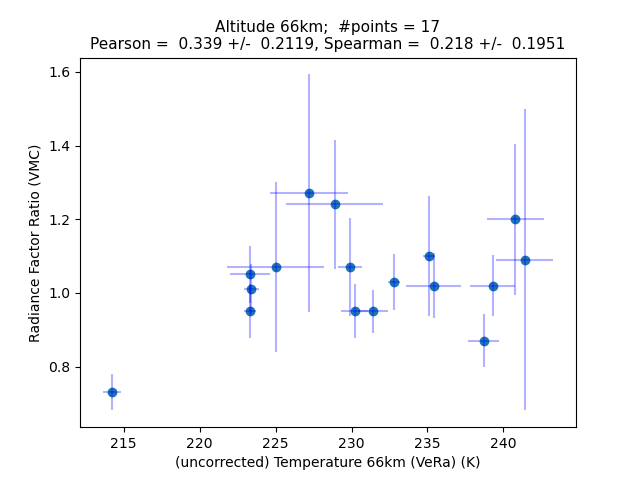 Altitude 66km;  #points = 17
Pearson =  0.339 +/-  0.2119, Spearman =  0.218 +/-  0.1951
1.6
1.4
1.2
1.0
0.8
Radiance Factor Ratio (VMC)
215 220 225 230 235 240
(uncorrected) Temperature 66km (VeRa) (K)